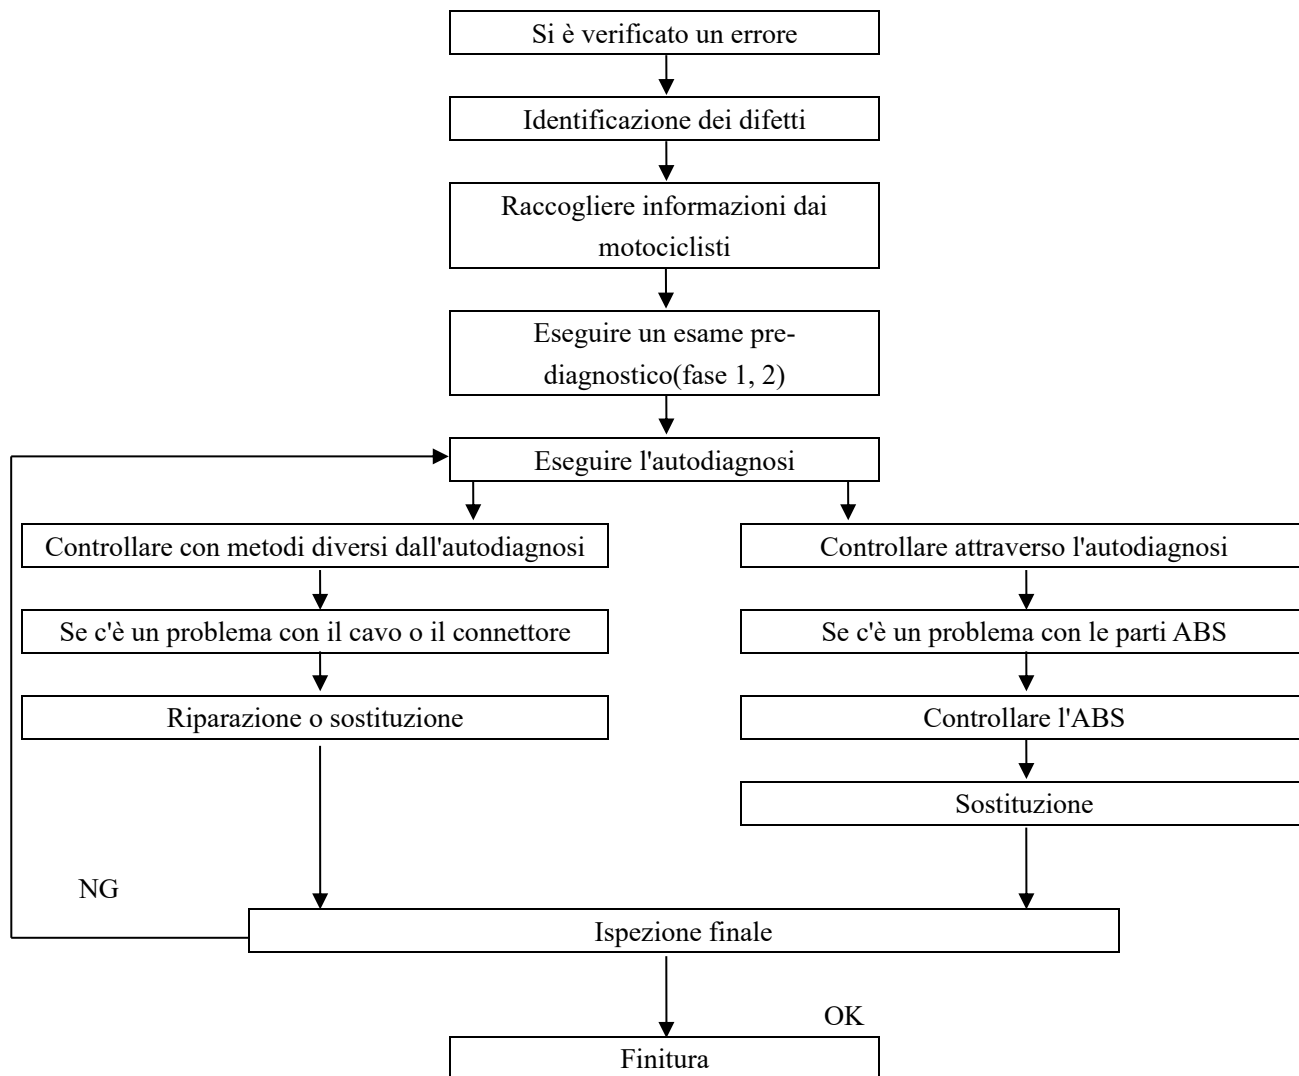 Si è verificato un errore
Identificazione dei difetti
Raccogliere informazioni dai
motociclisti
Eseguire un esame pre-
diagnostico(fase 1, 2)
Eseguire l'autodiagnosi
Controllare con metodi diversi dall'autodiagnosi
Controllare attraverso l'autodiagnosi
Se c'è un problema con il cavo o il connettore
Se c'è un problema con le parti ABS
Riparazione o sostituzione
Controllare l'ABS
Sostituzione
NG
Ispezione finale
OK
Finitura